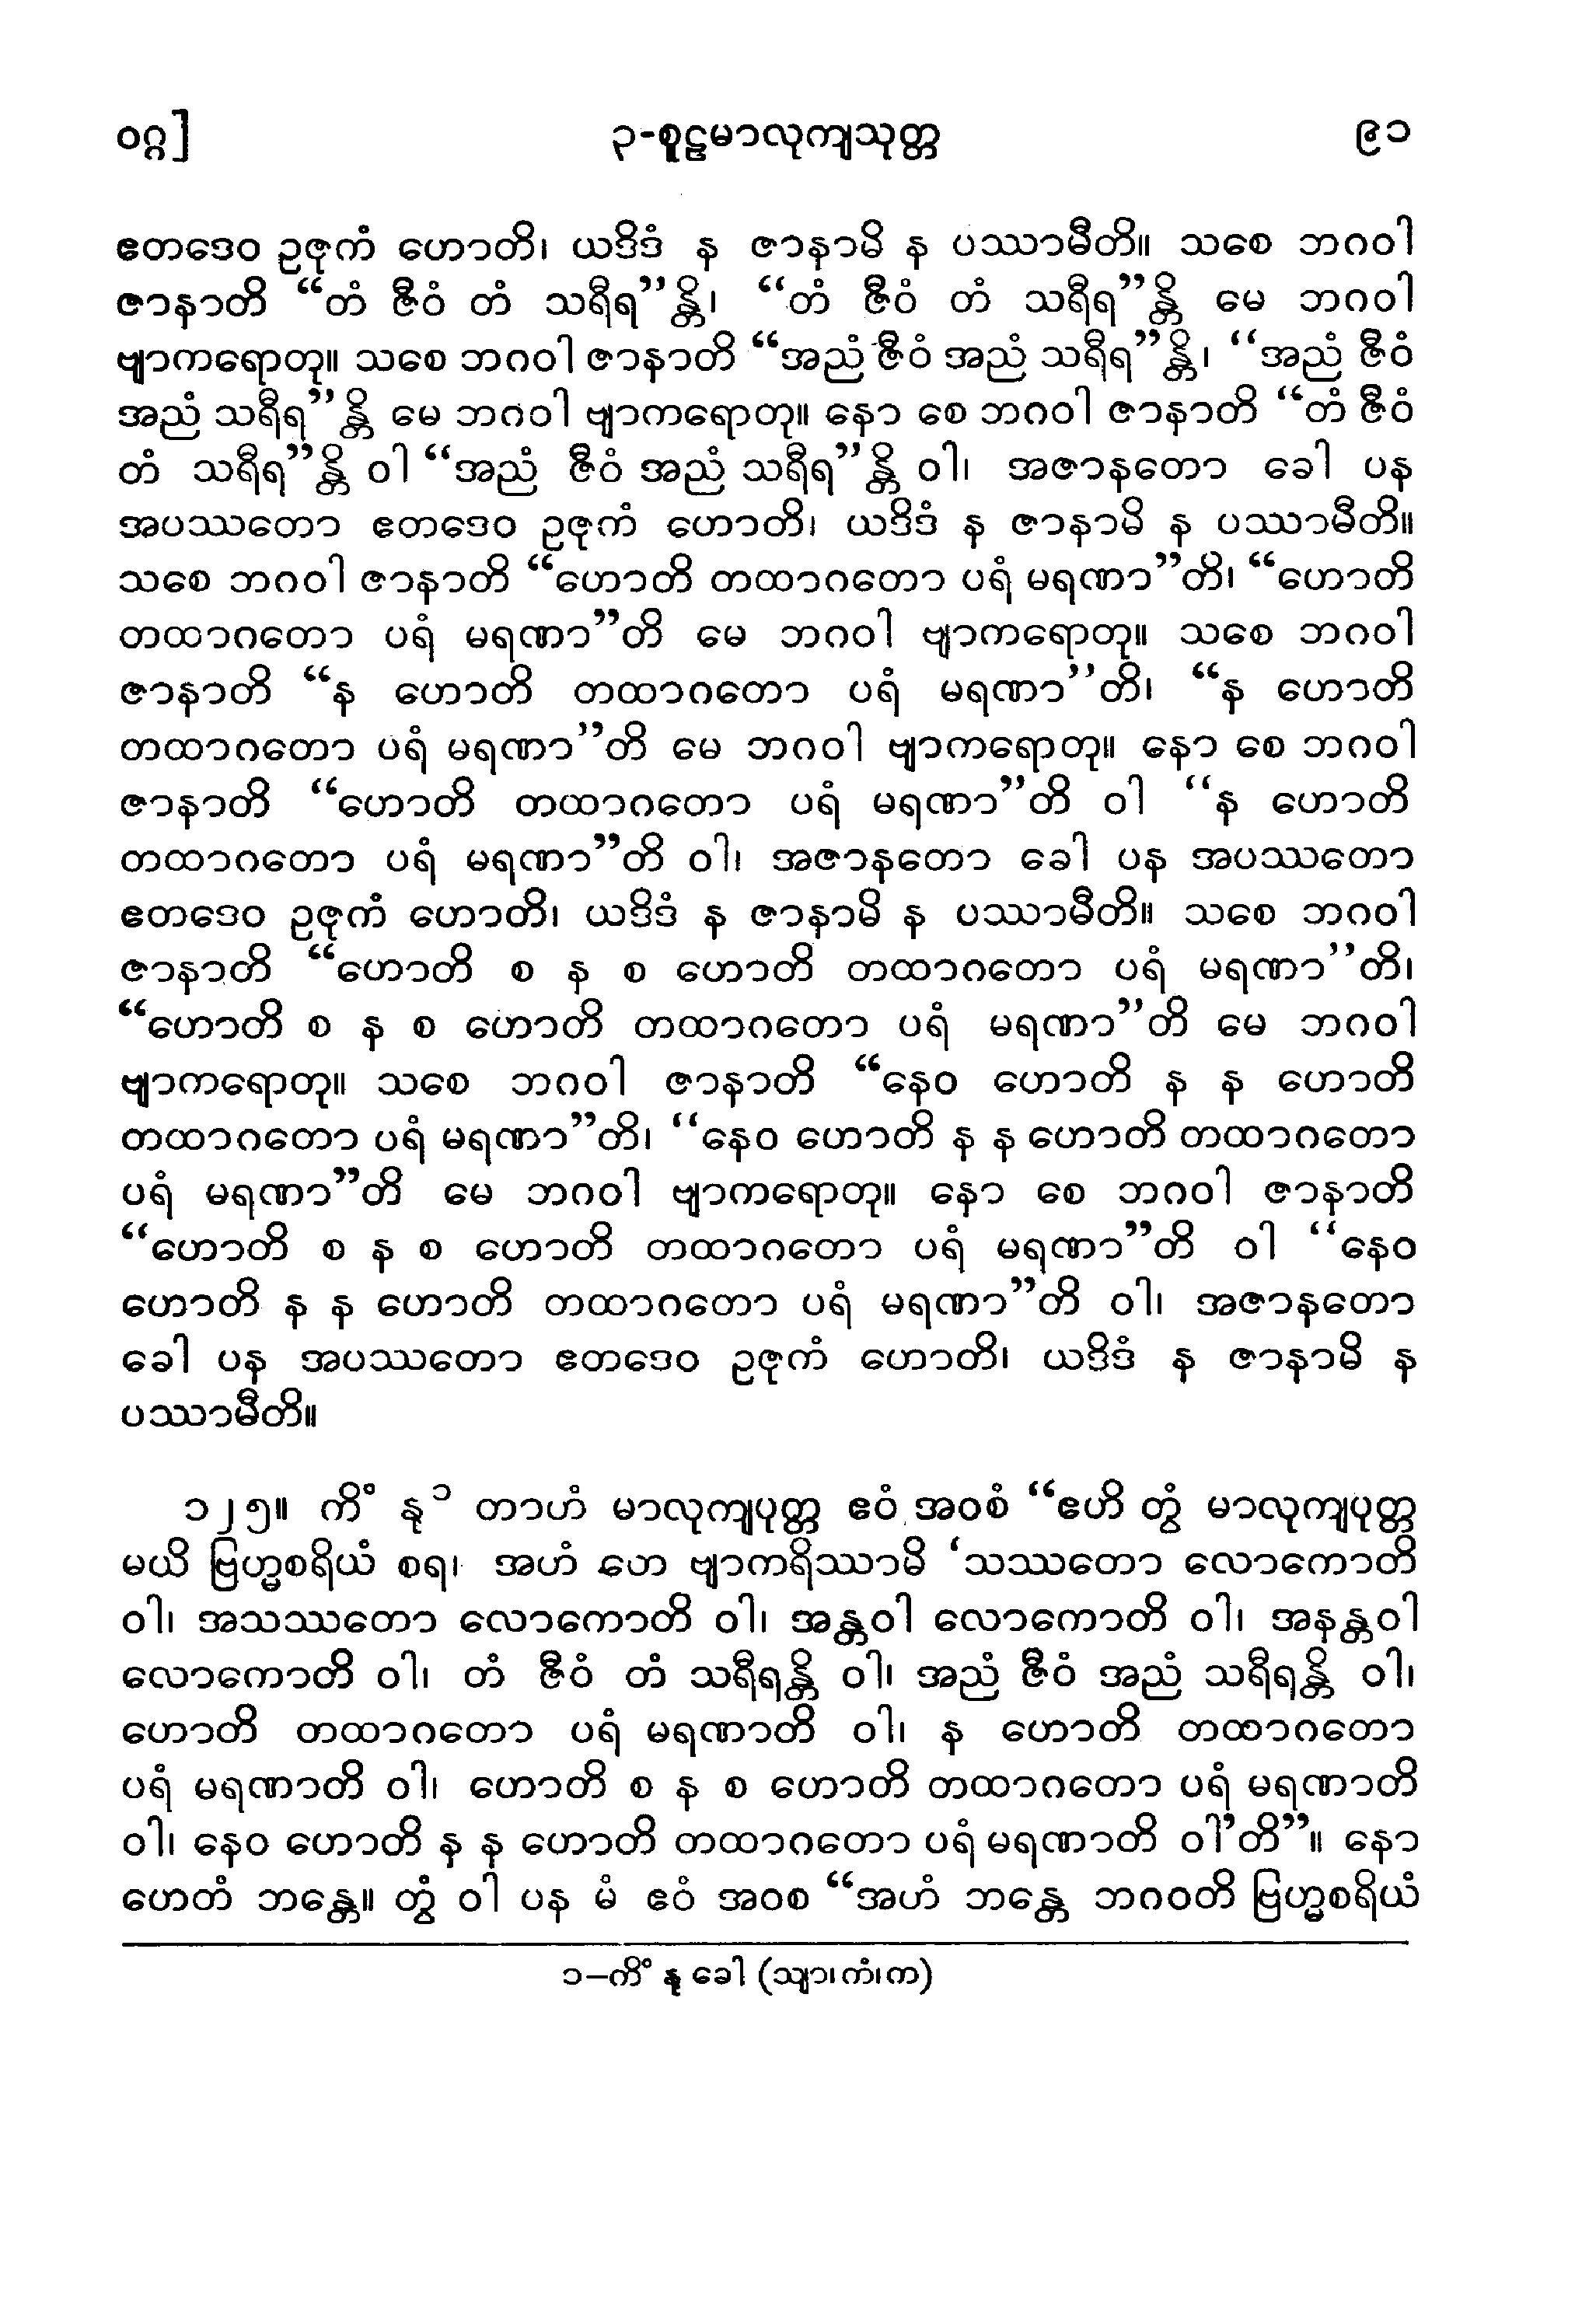 ဝဂ္ဂ]
၃-စူဠမာလုကျသုတ္တ
၉၁
ဧတဒေဝ ဥဇုကံ ဟောတိ၊ ယဒိဒံ န ဇာနာမိ န ပဿာမီတိ။ သစေ ဘဂဝါ
ဇာနာတိ “တံ ဇီဝံ တံ သရီရ”န္တိ၊ “တံ ဇီဝံ တံ သရီရ”န္တိ မေ ဘဂဝါ
ဗျာကရောတု။ သစေ ဘဂဝါ ဇာနာတိ “အညံ ဇီဝံ အညံ သရီရ”န္တိ၊ “အညံ ဇီဝံ
အညံ သရီရ”န္တိ မေ ဘဂဝါ ဗျာကရောတု။ နော စေ ဘဂဝါ ဇာနာတိ “တံ ဇီဝံ
တံ သရီရ”န္တိ ဝါ “အညံ ဇီဝံ အညံ သရီရ”န္တိ ဝါ၊ အဇာနတော ခေါ ပန
အပဿတော ဧတဒေဝ ဥဇုကံ ဟောတိ၊ ယဒိဒံ န ဇာနာမိ န ပဿာမီတိ။
သစေ ဘဂဝါ ဇာနာတိ “ဟောတိ တထာဂတော ပရံ မရဏာ”တိ၊ “ဟောတိ
တထာဂတော ပရံ မရဏာ”တိ မေ ဘဂဝါ ဗျာကရောတု။ သစေ ဘဂဝါ
ဇာနာတိ “န ဟောတိ တထာဂတော ပရံ မရဏာ”တိ၊ “န ဟောတိ
တထာဂတော ပရံ မရဏာ”တိ မေ ဘဂဝါ ဗျာကရောတု။ နော စေ ဘဂဝါ
ဇာနာတိ “ဟောတိ တထာဂတော ပရံ မရဏာ”တိ ဝါ “န ဟောတိ
တထာဂတော ပရံ မရဏာ”တိ ဝါ၊ အဇာနတော ခေါ ပန အပဿတော
ဧတဒေဝ ဥဇုကံ ဟောတိ၊ ယဒိဒံ န ဇာနာမိ န ပဿာမီတိ။ သစေ ဘဂဝါ
ဇာနာတိ “ဟောတိ စ န စ ဟောတိ တထာဂတော ပရံ မရဏာ”တိ၊
“ဟောတိ စ န စ ဟောတိ တထာဂတော ပရံ မရဏာ”တိ မေ ဘဂဝါ
ဗျာကရောတု။ သစေ ဘဂဝါ ဇာနာတိ “နေဝ ဟောတိ န န ဟောတိ
တထာဂတော ပရံ မရဏာ”တိ၊ “နေဝ ဟောတိ န န ဟောတိ တထာဂတော
ပရံ မရဏာ”တိ မေ ဘဂဝါ ဗျာကရောတု။ နော စေ ဘဂဝါ ဇာနာတိ
“ဟောတိ စ န စ ဟောတိ တထာဂတော ပရံ မရဏာ”တိ ဝါ “နေဝ
ဟောတိ န န ဟောတိ တထာဂတော ပရံ မရဏာ”တိ ဝါ၊ အဇာနတော
ခေါ ပန အပဿတော ဧတဒေဝ ဥဇုကံ ဟောတိ၊ ယဒိဒံ န ဇာနာမိ န
ပဿာမီတိ။
၁၂၅။ ကိံ နု၁ တာဟံ မာလုကျပုတ္တ ဧဝံ အဝစံ “ဧဟိ တွံ မာလုကျပုတ္တ
မယိ ဗြဟ္မစရိယံ စရ၊ အဟံ တေ ဗျာကရိဿာမိ ‘သဿတော လောကောတိ
ဝါ၊ အသဿတော လောကောတိ ဝါ၊ အန္တဝါ လောကောတိ ဝါ၊ အနန္တဝါ
လောကောတိ ဝါ၊ တံ ဇီဝံ တံ သရီရန္တိ ဝါ၊ အညံ ဇီဝံ အညံ သရီရန္တိ ဝါ၊
ဟောတိ တထာဂတော ပရံ မရဏာတိ ဝါ၊ န ဟောတိ တထာဂတော
ပရံ မရဏာတိ ဝါ၊ ဟောတိ စ န စ ဟောတိ တထာဂတော ပရံ မရဏာတိ
ဝါ၊ နေဝ ဟောတိ န န ဟောတိ တထာဂတော ပရံ မရဏာတိ ဝါ’တိ”။ နော
ဟေတံ ဘန္တေ။ တွံ ဝါ ပန မံ ဧဝံ အဝစ “အဟံ ဘန္တေ ဘဂဝတိ ဗြဟ္မစရိယံ
၁−ကိံ နု ခေါ (သျာ၊ကံ၊က)